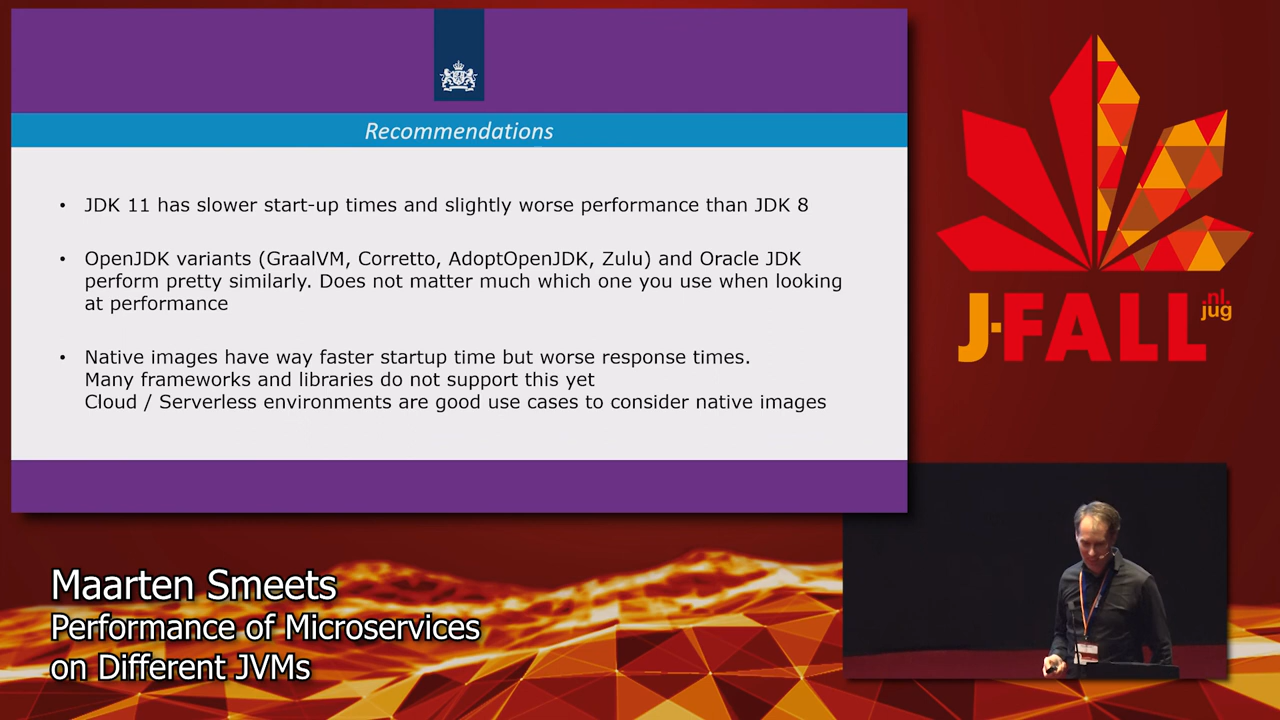 Recommendations
• JDK 11 has slower start-up times and slightly worse performance than JDK 8
• OpenJDK variants (GraalVM, Corretto, AdoptOpenJDK, Zulu) and Oracle JDK
perform pretty similarly. Does not matter much which one you use when looking
at performance
• Native images have way faster startup time but worse response times.
Many frameworks and libraries do not support this yet
Cloud / Serverless environments are good use cases to consider native images
J-FALL
nl.
jug
Maarten Smeets
Performance of Microservices
on Different JVMs